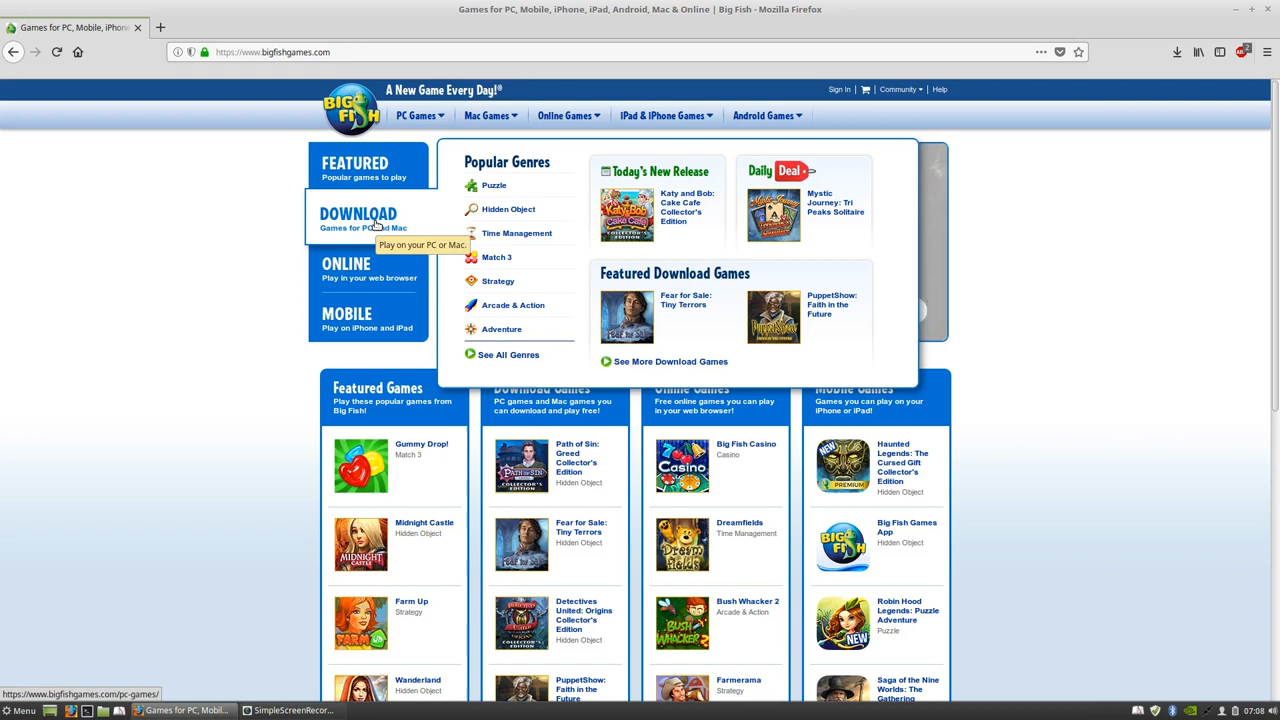 Games for PC, Mobile, iPhone, iPad, Android, Mac & Online | Big Fish - Mozilla Firefox
Games for PC, Mobile, iPhone
https://www.bigfishgames.com
2
A New Game Every Day!®
Sign In
Community
Help
BIG FISH
PC Games
Mac Games
Online Games
iPad & iPhone Games
Android Games
FEATURED
Popular games to play
DOWNLOAD
Games for PC and Mac
Play on your PC or Mac.
ONLINE
Play in your web browser
MOBILE
Play on iPhone and iPad
Popular Genres
Puzzle
Hidden Object
Time Management
Match 3
Strategy
Arcade & Action
Adventure
See All Genres
Today's New Release
Katy and Bob:
Cake Cafe
Collector's
Edition
Daily Deal
Mystic
Journey: Tri
Peaks Solitaire
Featured Download Games
Fear for Sale:
Tiny Terrors
PuppetShow:
Faith in the
Future
See More Download Games
Featured Games
Play these popular games from
Big Fish!
Gummy Drop!
Match 3
Midnight Castle
Hidden Object
Farm Up
Strategy
Wanderland
Hidden Object
Download Games
PC games and Mac games you
can download and play free!
Path of Sin:
Greed
Collector's
Edition
Hidden Object
Fear for Sale:
Tiny Terrors
Hidden Object
Detectives
United: Origins
Collector's
Edition
Hidden Object
PuppetShow:
Faith in the
Future
Online Games
Free online games you can play
in your web browser!
Big Fish Casino
Casino
Dreamfields
Time Management
Bush Whacker 2
Arcade & Action
Farmerama
Strategy
Mobile Games
Games you can play on your
iPhone or iPad!
Haunted
Legends: The
Cursed Gift
Collector's
Edition
Hidden Object
Big Fish Games
App
Hidden Object
Robin Hood
Legends: Puzzle
Adventure
Puzzle
Saga of the Nine
Worlds: The
Gathering
https://www.bigfishgames.com/pc-games/
Menu
Games for PC, Mobil...
SimpleScreenRecor...
07:08